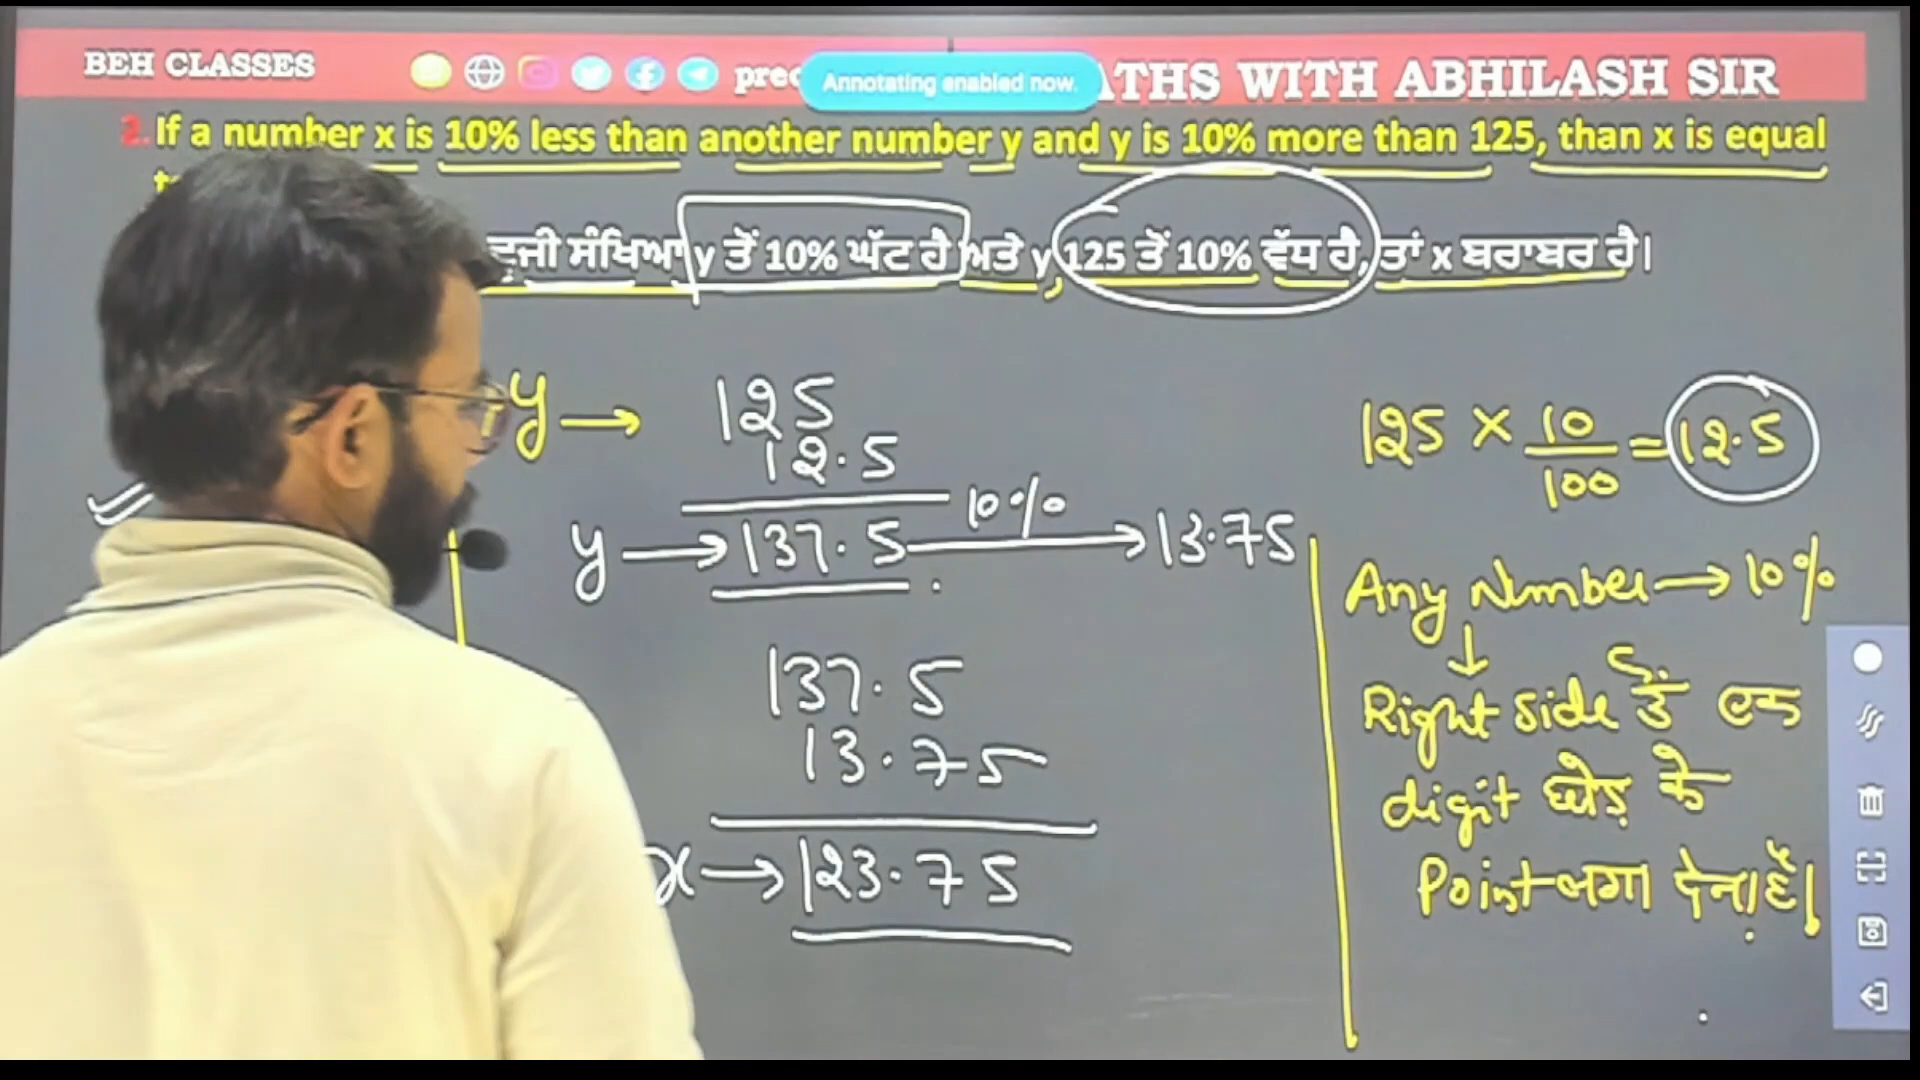 BEH CLASSES
Annotating enabled now.
ATHS WITH ABHILASH SIR
2. If a number x is 10% less than another number y and y is 10% more than 125, than x is equal
ਦੂਜੀ ਸੰਖਿਆ y ਤੋਂ 10% ਘੱਟ ਹੈ ਅਤੇ y, 125 ਤੋਂ 10% ਵੱਧ ਹੈ, ਤਾਂ x ਬਰਾਬਰ ਹੈ।
y → 125
12.5
y → 137.5 10% → 13.75
137.5
13.75
x → 123.75
125 × 10/100 = 12.5
Any Number → 10%
↓
Right side
digit
Point